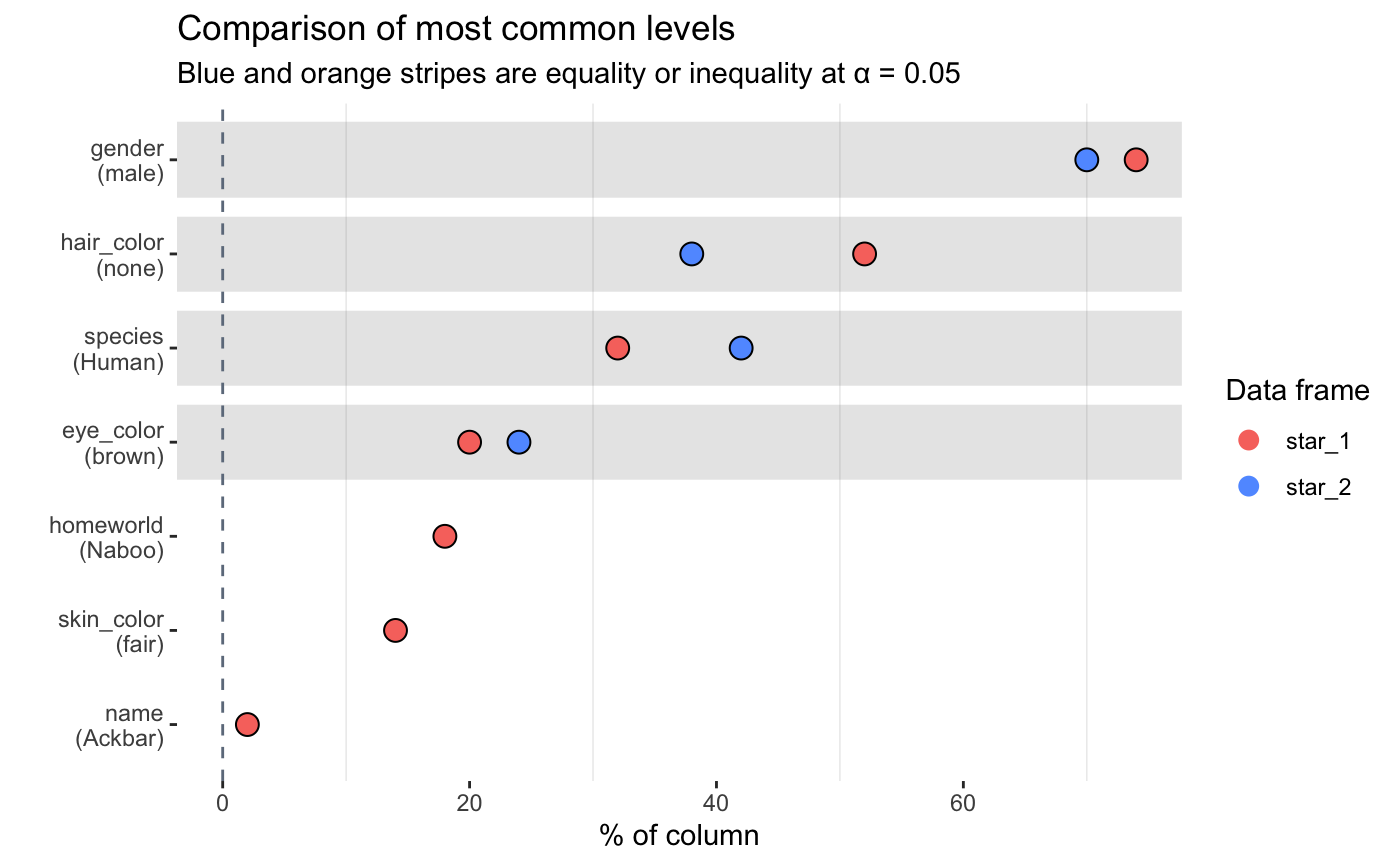 Comparison of most common levels
Blue and orange stripes are equality or inequality at α = 0.05
gender
(male)
hair_color
(none)
species
(Human)
eye_color
(brown)
homeworld
(Naboo)
skin_color
(fair)
name
(Ackbar)
0
20
40
60
% of column
Data frame
star_1
star_2